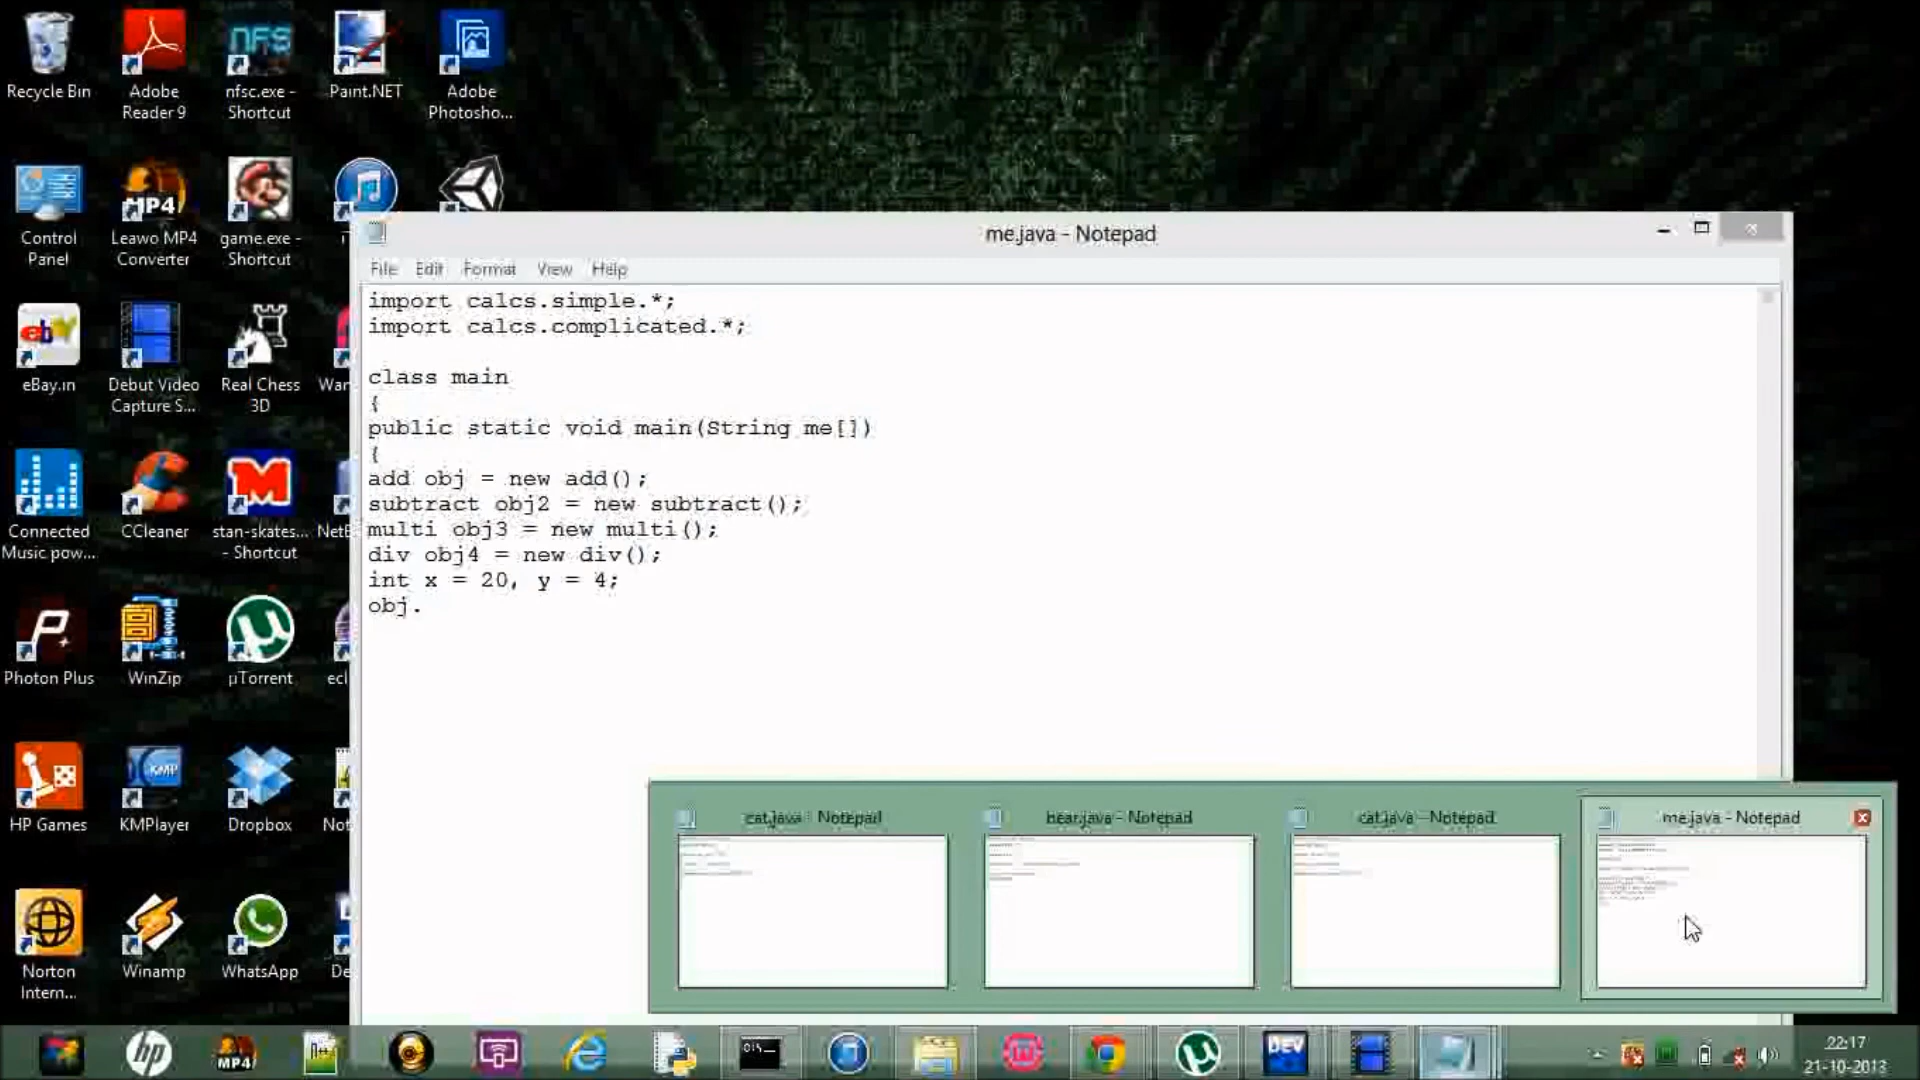 Recycle Bin
Adobe
Reader 9
nfsc.exe -
Shortcut
Paint.NET
Adobe
Photosho...
Control
Panel
MP4
Leawo MP4
Converter
game.exe -
Shortcut
me.java - Notepad
File Edit Format View Help
import calcs.simple.*;
import calcs.complicated.*;
class main
{
public static void main(String me[])
{
add obj = new add();
subtract obj2 = new subtract();
multi obj3 = new multi();
div obj4 = new div();
int x = 20, y = 4;
obj.
eBay.in
Debut Video
Capture S...
Real Chess
3D
Connected
Music pow...
CCleaner
stan-skates...
- Shortcut
Photon Plus
WinZip
µTorrent
HP Games
KMP
KMPlayer
Dropbox
Norton
Intern...
Winamp
WhatsApp
cat.java - Notepad
bear.java - Notepad
cat.java - Notepad
me.java - Notepad
hp
MP4
DEV
22:17
21-10-2013